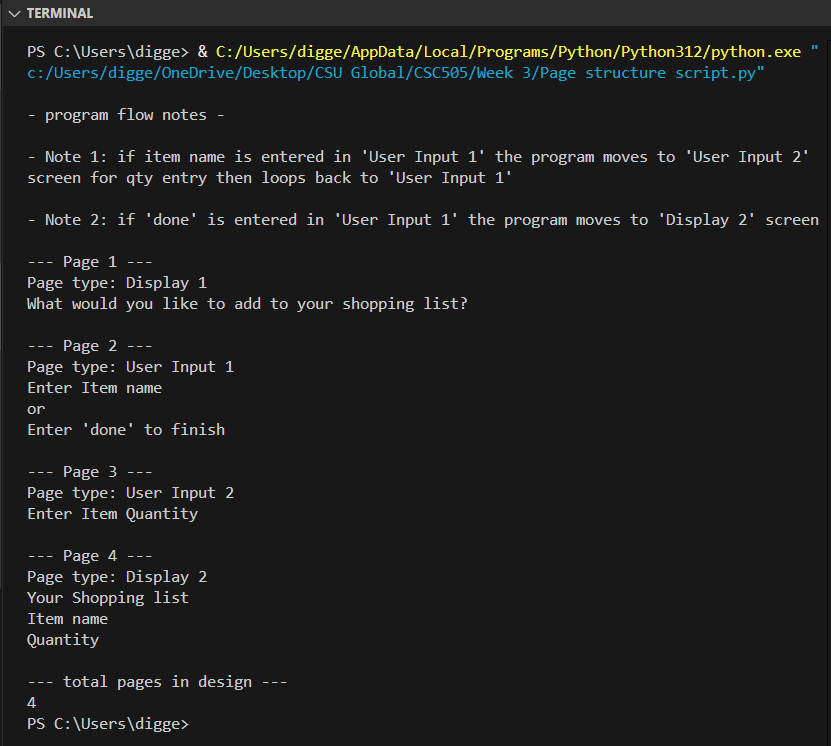 TERMINAL
PS C:\Users\digge> & C:/Users/digge/AppData/Local/Programs/Python/Python312/python.exe "
c:/Users/digge/OneDrive/Desktop/CSU Global/CSC505/Week 3/Page structure script.py"
- program flow notes -
- Note 1: if item name is entered in 'User Input 1' the program moves to 'User Input 2'
screen for qty entry then loops back to 'User Input 1'
- Note 2: if 'done' is entered in 'User Input 1' the program moves to 'Display 2' screen
--- Page 1 ---
Page type: Display 1
What would you like to add to your shopping list?
--- Page 2 ---
Page type: User Input 1
Enter Item name
or
Enter 'done' to finish
--- Page 3 ---
Page type: User Input 2
Enter Item Quantity
--- Page 4 ---
Page type: Display 2
Your Shopping list
Item name
Quantity
--- total pages in design ---
4
PS C:\Users\digge>